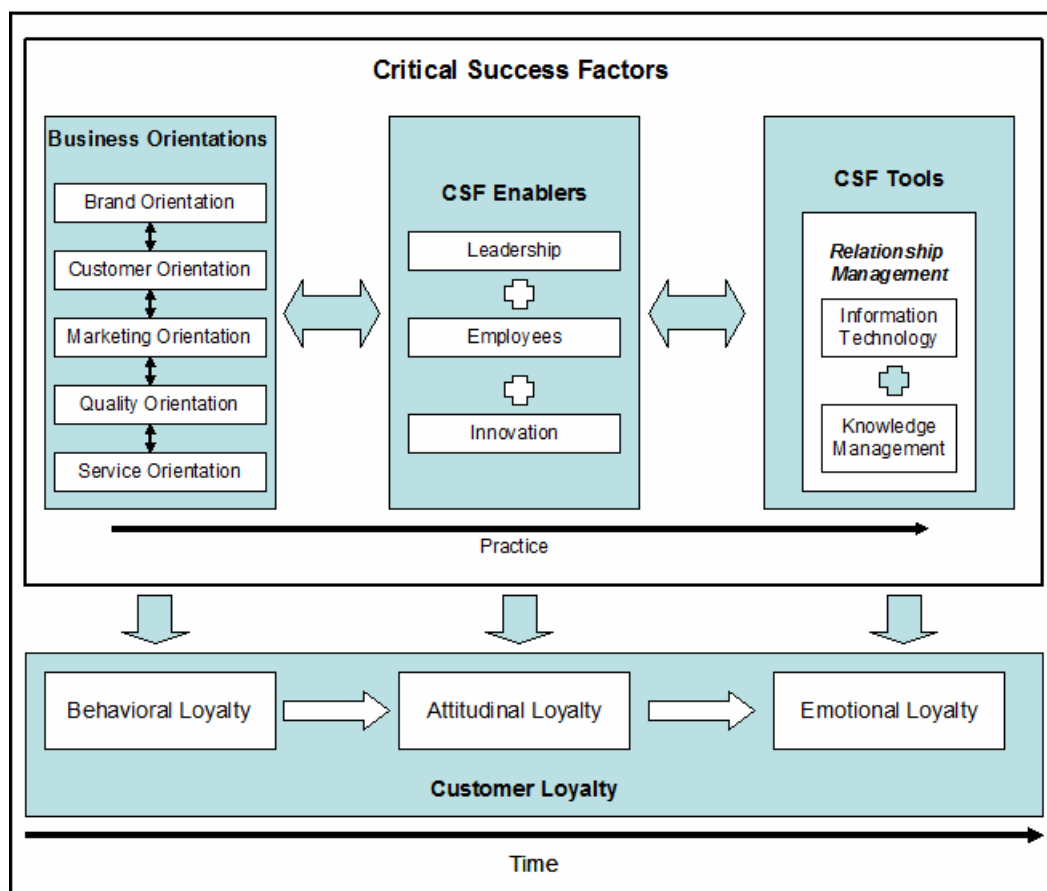 Critical Success Factors
Business Orientations
Brand Orientation
Customer Orientation
Marketing Orientation
Quality Orientation
Service Orientation
CSF Enablers
Leadership
Employees
Innovation
CSF Tools
Relationship
Management
Information
Technology
Knowledge
Management
Practice
Behavioral Loyalty
Attitudinal Loyalty
Emotional Loyalty
Customer Loyalty
Time